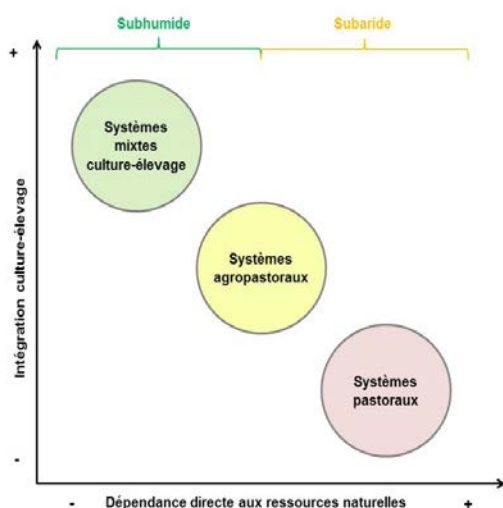 Subhumide
Subaride
+
Systèmes
mixtes
culture-élevage
Systèmes
agropastoraux
Systèmes
pastoraux
Intégration culture-élevage
-
- Dépendance directe aux ressources naturelles +